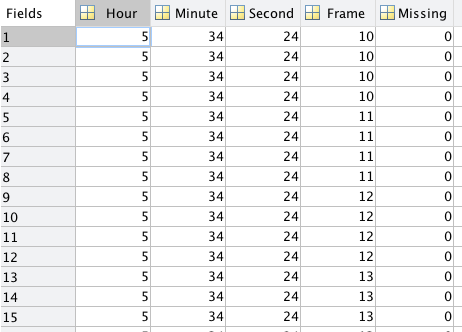 Fields Hour Minute Second Frame Missing
1 5 34 24 10 0
2 5 34 24 10 0
3 5 34 24 10 0
4 5 34 24 10 0
5 5 34 24 11 0
6 5 34 24 11 0
7 5 34 24 11 0
8 5 34 24 11 0
9 5 34 24 12 0
10 5 34 24 12 0
11 5 34 24 12 0
12 5 34 24 12 0
13 5 34 24 13 0
14 5 34 24 13 0
15 5 34 24 13 0